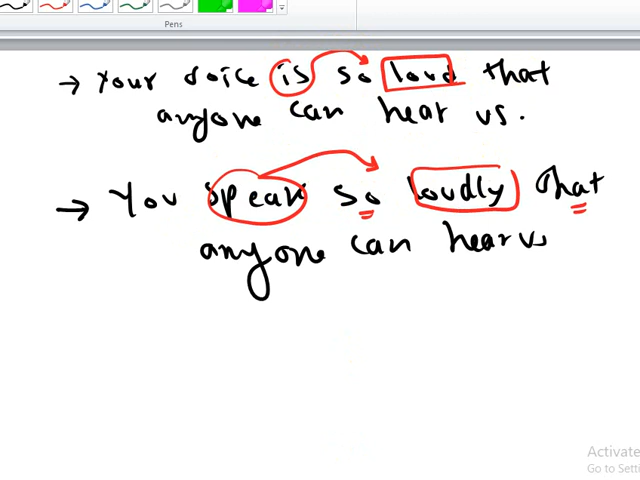 Pens
→ Your voice is so loud that
anyone can hear us.
→ You speak so loudly that
anyone can hear us
Activate
Go to Setti